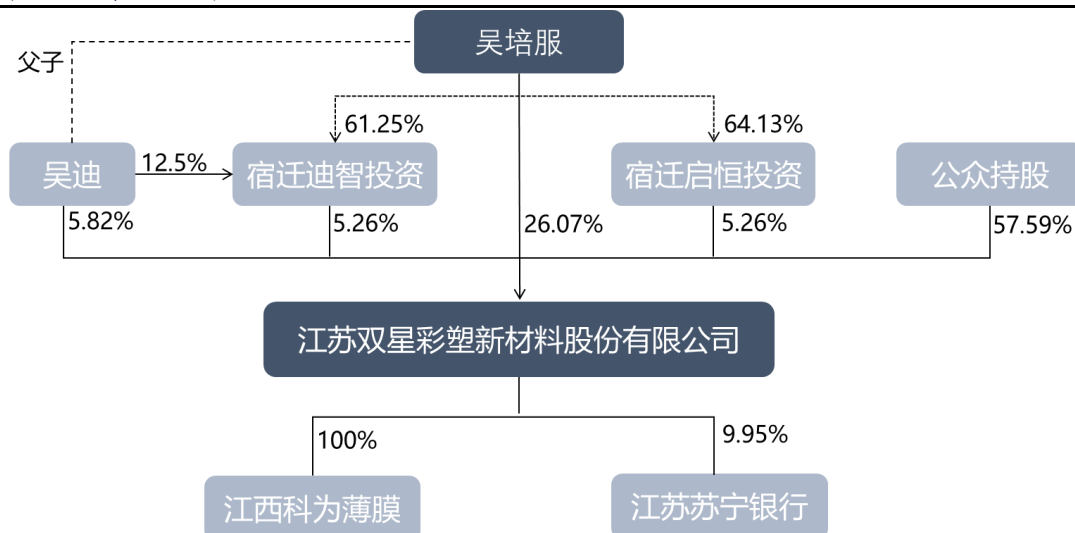 吴培服
父子
61.25%
64.13%
吴迪
12.5%
宿迁迪智投资
宿迁启恒投资
公众持股
5.82%
5.26%
26.07%
5.26%
57.59%
江苏双星彩塑新材料股份有限公司
100%
9.95%
江西科为薄膜
江苏苏宁银行